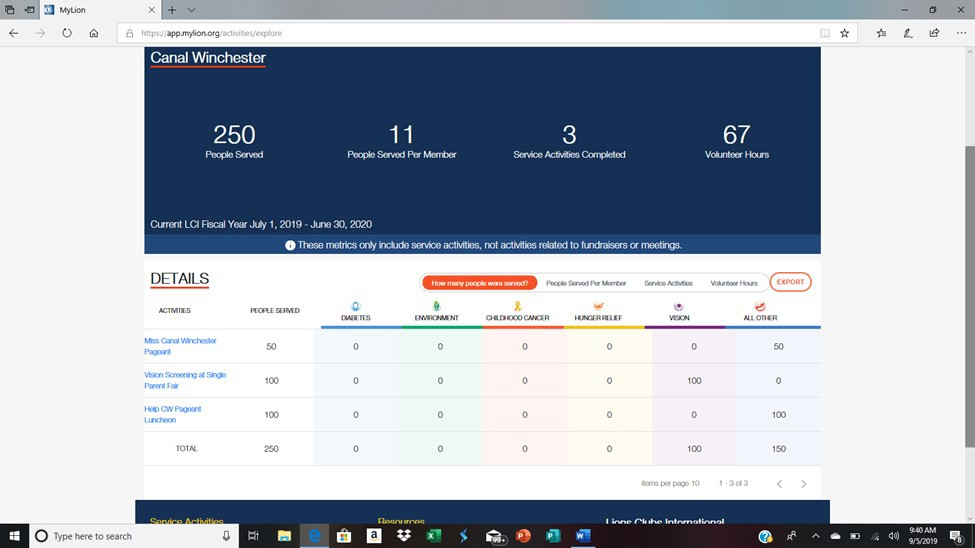 MyLion
https://app.mylion.org/activities/explore
Canal Winchester
250 11 3 67
People Served People Served Per Member Service Activities Completed Volunteer Hours
Current LCI Fiscal Year July 1, 2019 - June 30, 2020
These metrics only include service activities, not activities related to fundraisers or meetings.
DETAILS
How many people were served? People Served Per Member Service Activities Volunteer Hours EXPORT
ACTIVITIES PEOPLE SERVED DIABETES ENVIRONMENT CHILDHOOD CANCER HUNGER RELIEF VISION ALL OTHER
Miss Canal Winchester
Pageant
50 0 0 0 0 0 50
Vision Screening at Single
Parent Fair
100 0 0 0 0 100 0
Help CW Pageant
Luncheon
100 0 0 0 0 0 100
TOTAL 250 0 0 0 0 100 150
items per page 10 1 - 3 of 3
Service Activities Resources Lions Clubs International
Type here to search
99+
9:40 AM
9/5/2019
8